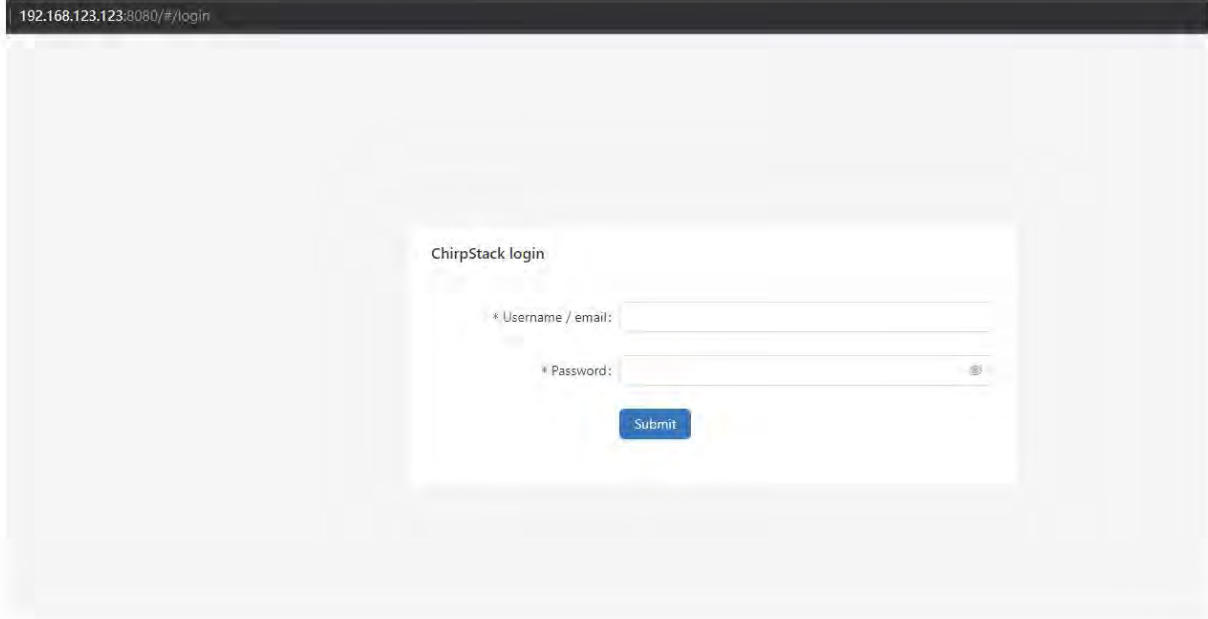 192.168.123.123:8080/#/login
ChirpStack login
* Username / email:
* Password:
Submit